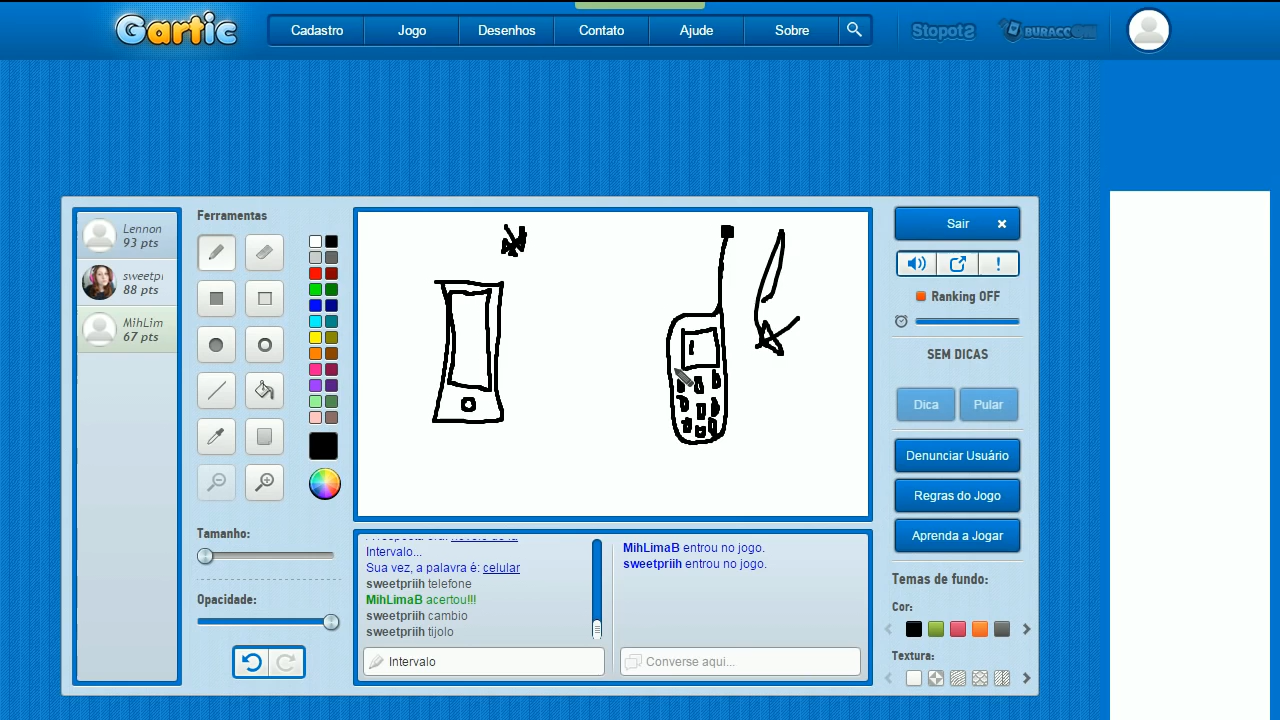 Gartic
Cadastro Jogo Desenhos Contato Ajude Sobre
StopotS BURACO ON
Lennon
93 pts
sweetpi
88 pts
MihLim
67 pts
Ferramentas
Tamanho:
Opacidade:
Intervalo...
Sua vez, a palavra é: celular
sweetpriih telefone
MihLimaB acertou!!!
sweetpriih cambio
sweetpriih tijolo
Intervalo
MihLimaB entrou no jogo.
sweetpriih entrou no jogo.
Converse aqui...
Sair ×
!
Ranking OFF
SEM DICAS
Dica Pular
Denunciar Usuário
Regras do Jogo
Aprenda a Jogar
Temas de fundo:
Cor:
Textura: